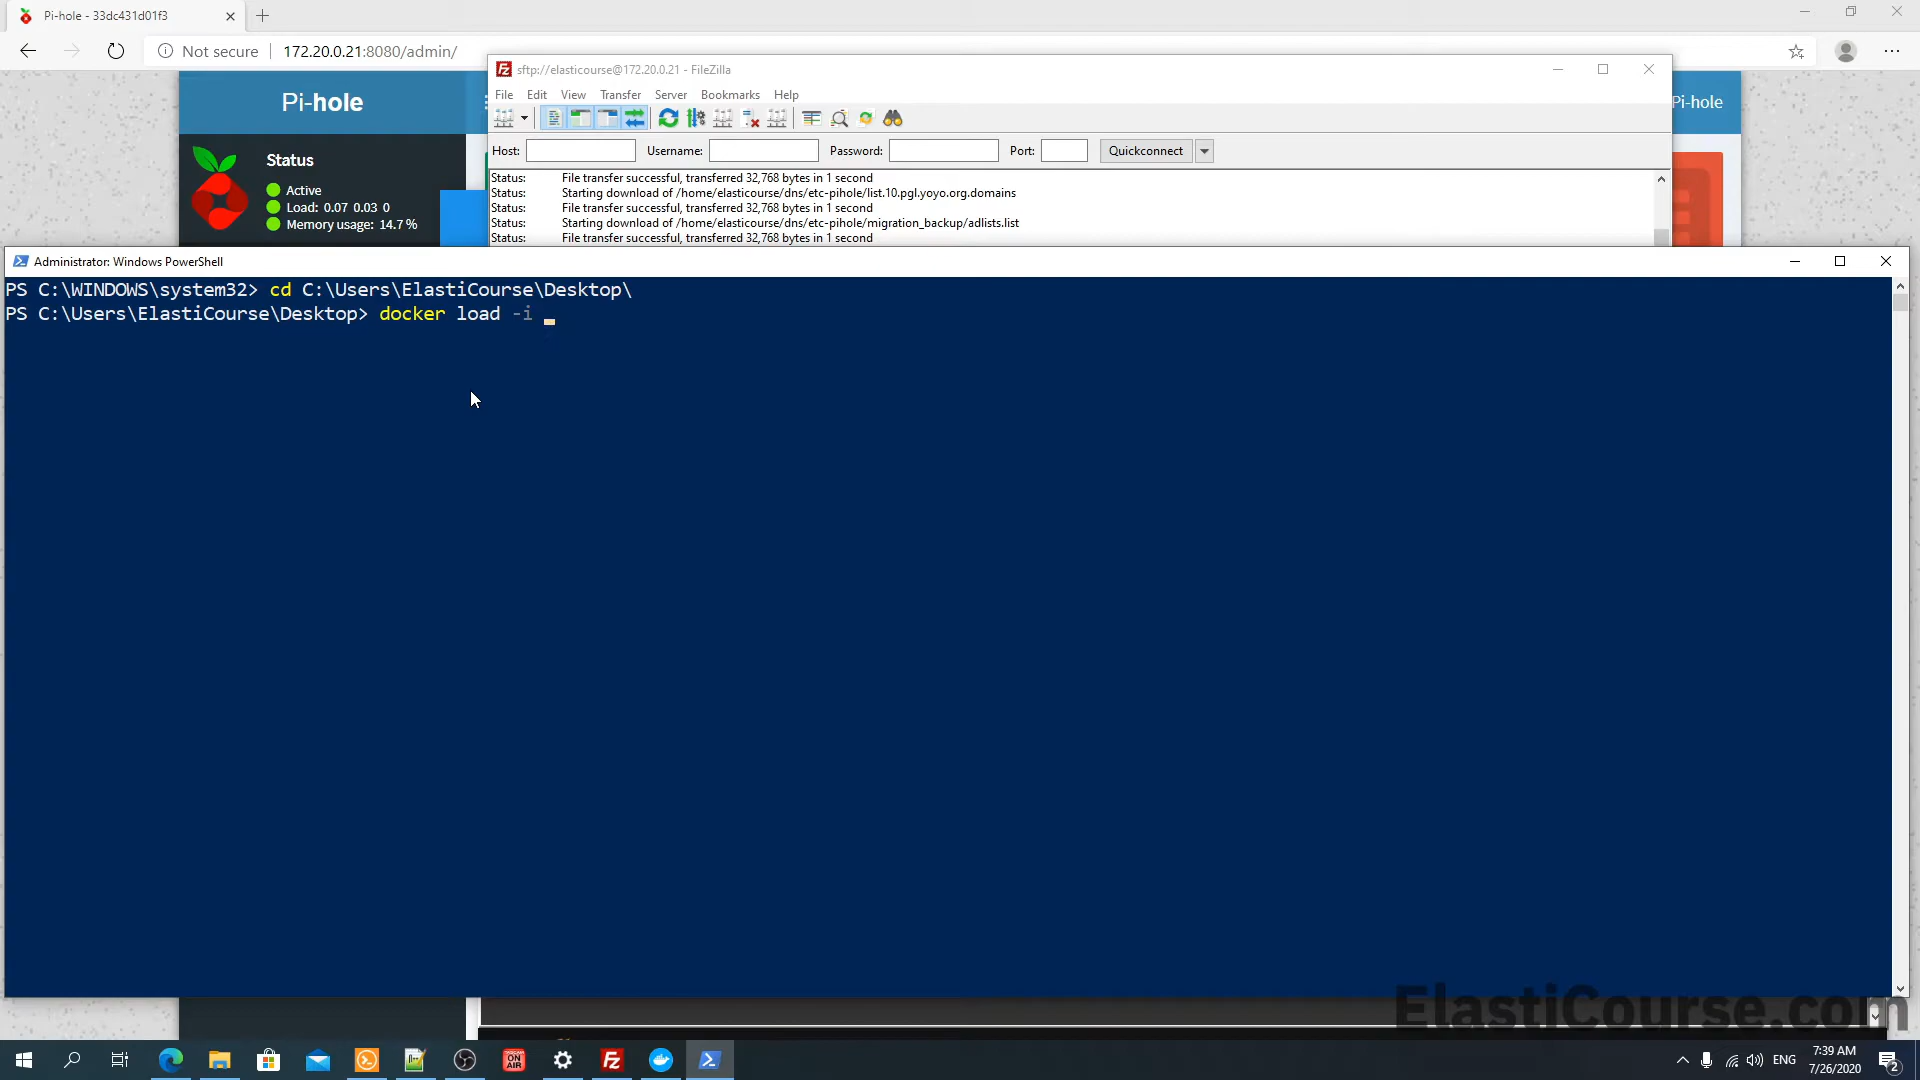 Pi-hole - 33dc431d01f3
Not secure
172.20.0.21:8080/admin/
sftp://elasticourse@172.20.0.21 - FileZilla
File Edit View Transfer Server Bookmarks Help
Pi-hole
Pi-hole
Host: Username: Password: Port: Quickconnect
Status
Active
Load: 0.07 0.03 0
Memory usage: 14.7 %
Status: File transfer successful, transferred 32,768 bytes in 1 second
Status: Starting download of /home/elasticourse/dns/etc-pihole/list.10.pgl.yoyo.org.domains
Status: File transfer successful, transferred 32,768 bytes in 1 second
Status: Starting download of /home/elasticourse/dns/etc-pihole/migration_backup/adlists.list
Status: File transfer successful, transferred 32,768 bytes in 1 second
Administrator: Windows PowerShell
PS C:\WINDOWS\system32> cd C:\Users\ElastiCourse\Desktop\
PS C:\Users\ElastiCourse\Desktop> docker load -i
ElastiCourse.com
ON AIR
ENG
7:39 AM
7/26/2020
2